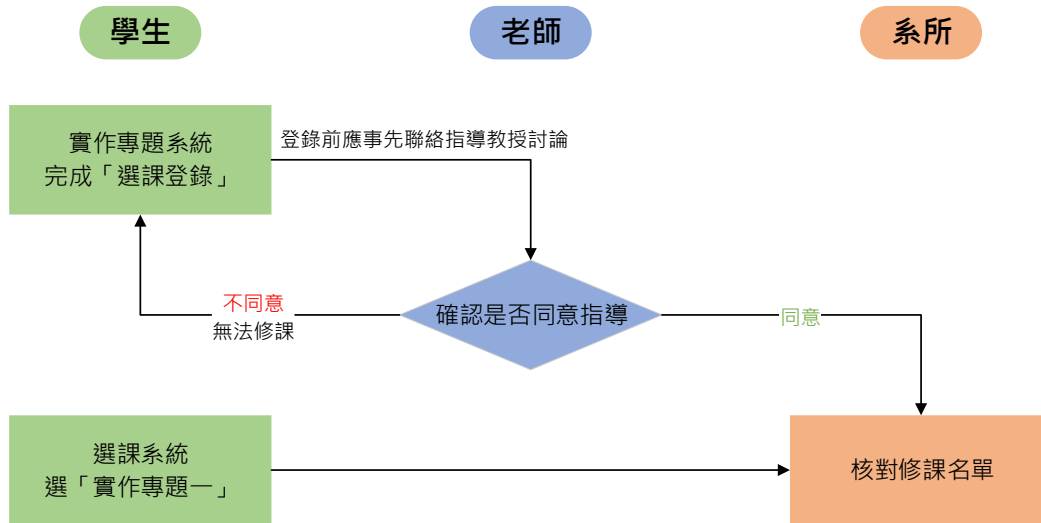 學生
老師
系所
實作專題系統
完成「選課登錄」
登錄前應事先聯絡指導教授討論
確認是否同意指導
不同意
無法修課
同意
選課系統
選「實作專題一」
核對修課名單